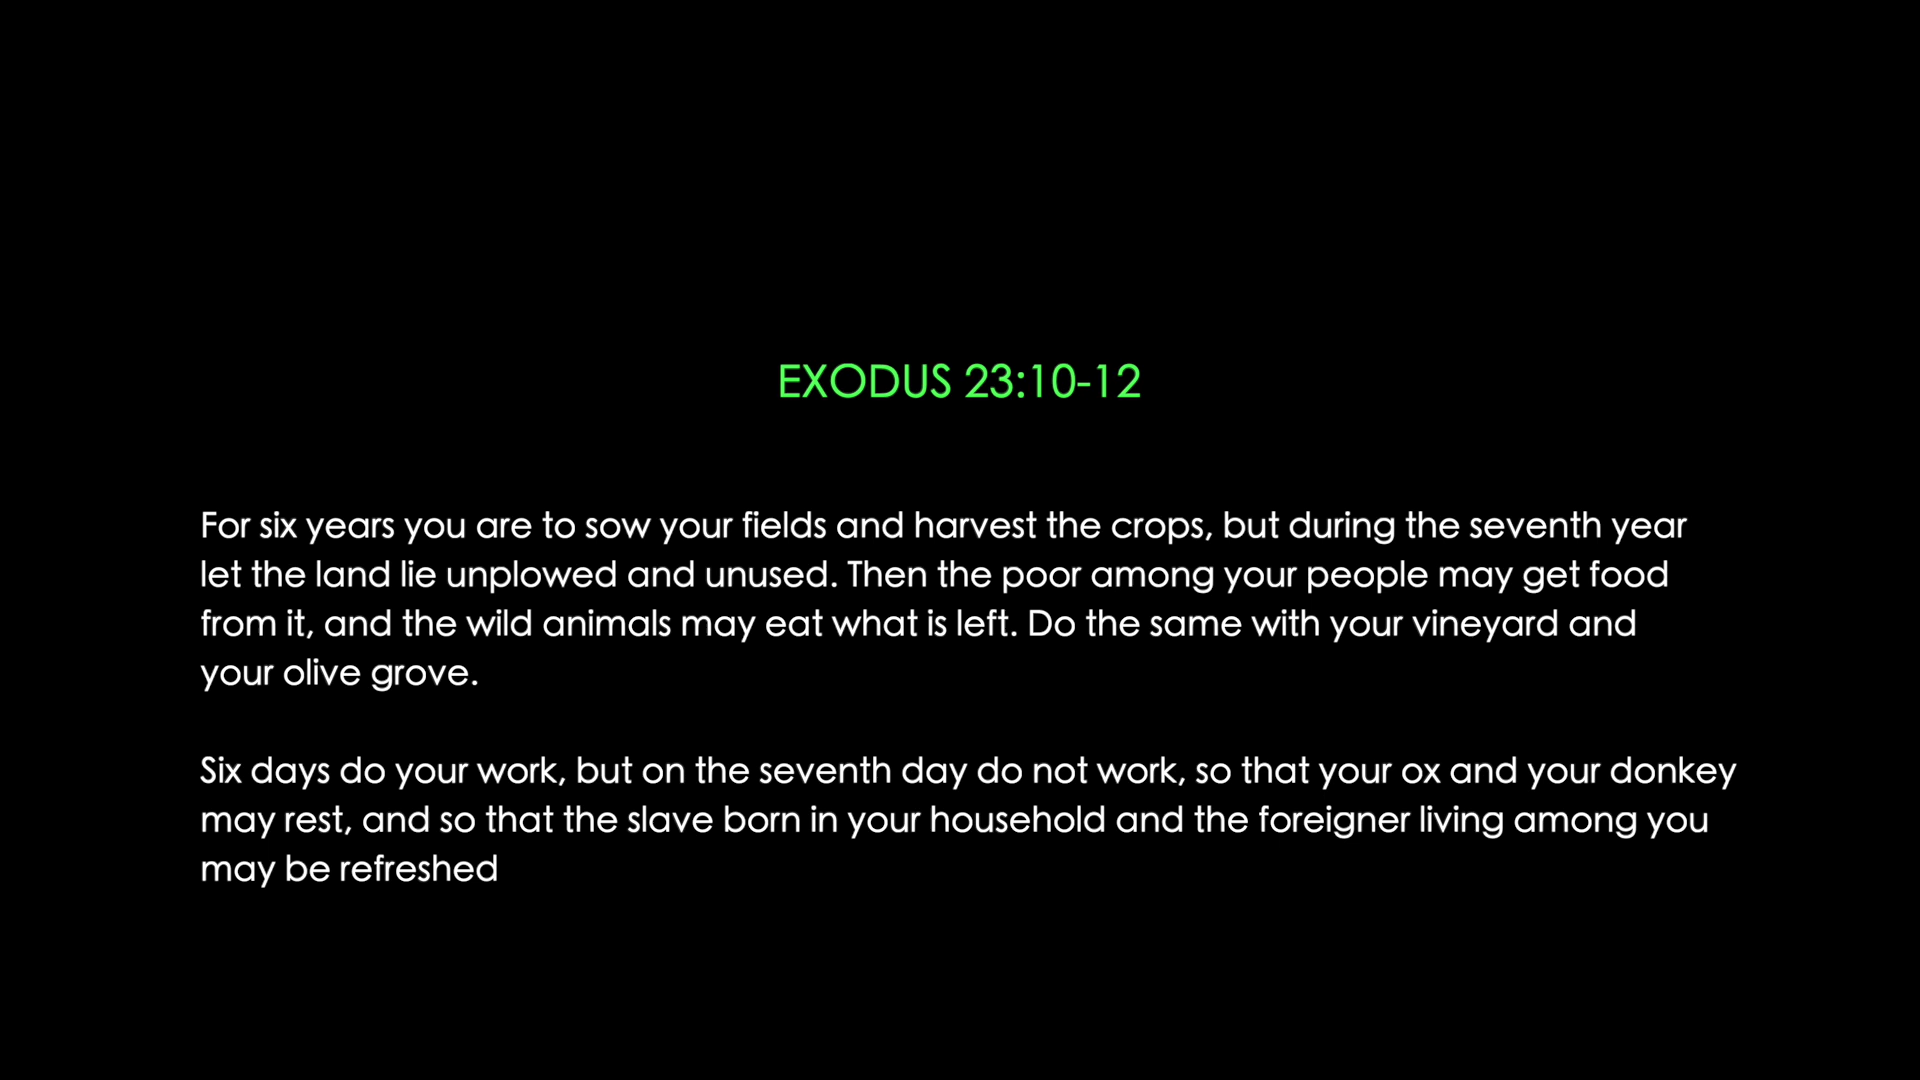 EXODUS 23:10-12
For six years you are to sow your fields and harvest the crops, but during the seventh year
let the land lie unplowed and unused. Then the poor among your people may get food
from it, and the wild animals may eat what is left. Do the same with your vineyard and
your olive grove.
Six days do your work, but on the seventh day do not work, so that your ox and your donkey
may rest, and so that the slave born in your household and the foreigner living among you
may be refreshed